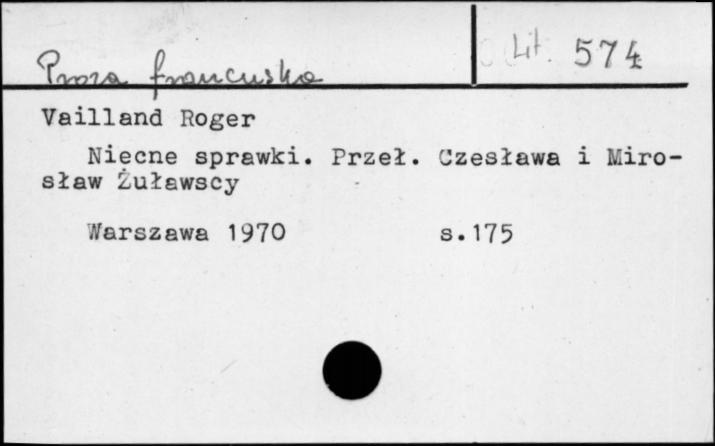 Proza francuska
Lit. 574
Vailland Roger
Niecne sprawki. Przeł. Czesława i Miro-
sław Żuławscy
Warszawa 1970 s.175